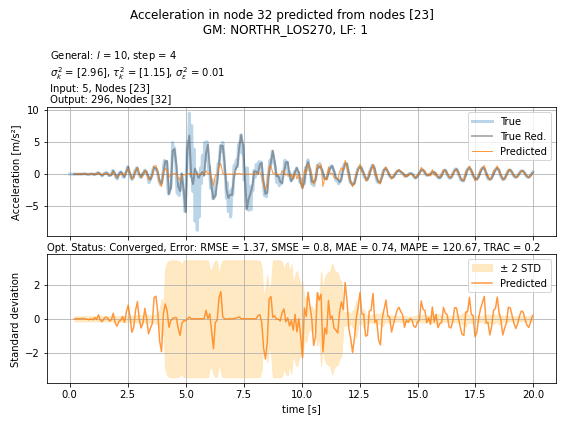 Acceleration in node 32 predicted from nodes [23]
GM: NORTHR_LOS270, LF: 1
General: l = 10, step = 4
σ²ₖ = [2.96], τ²ₖ = [1.15], σ²ε = 0.01
Input: 5, Nodes [23]
Output: 296, Nodes [32]
Acceleration [m/s²]
10
5
0
−5
True
True Red.
Predicted
Opt. Status: Converged, Error: RMSE = 1.37, SMSE = 0.8, MAE = 0.74, MAPE = 120.67, TRAC = 0.2
Standard deviation
2
0
−2
± 2 STD
Predicted
0.0 2.5 5.0 7.5 10.0 12.5 15.0 17.5 20.0
time [s]